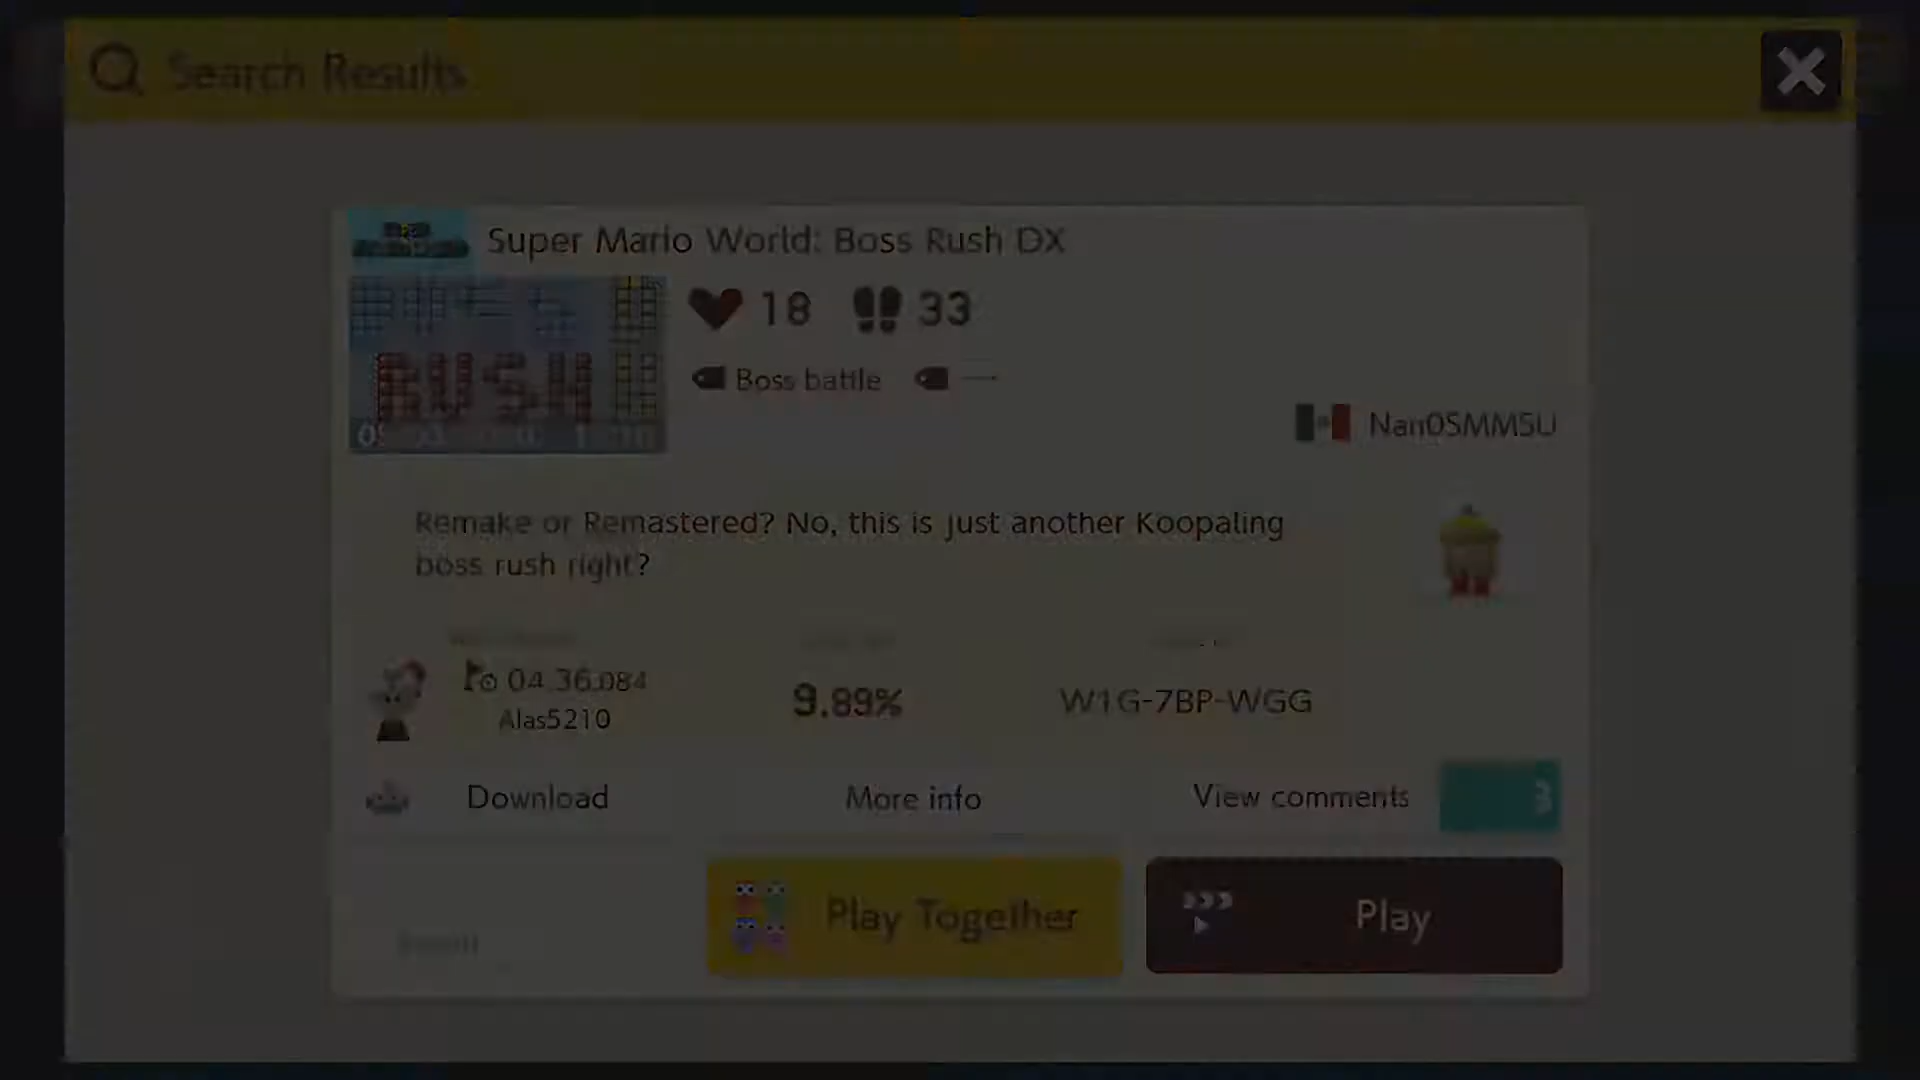 Search Results
Super Mario World: Boss Rush DX
18 33
RUSH
Boss battle ----
Nan0SMM5U
Remake or Remastered? No, this is just another Koopaling
boss rush right?
04:36.084
Alas5210
9.89%
W1G-7BP-WGG
Download
More info
View comments 3
Play Together
Play